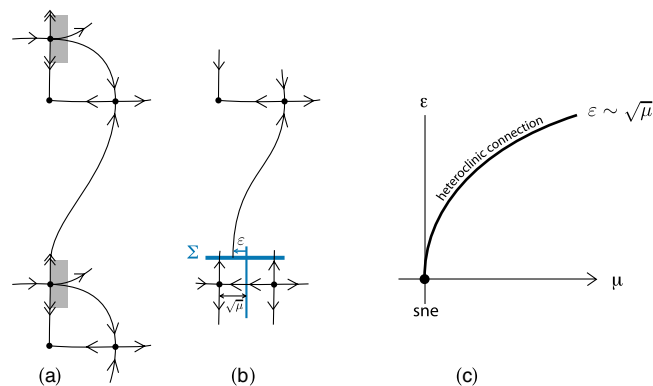 ε
ε ~ √μ
heteroclinic connection
Σ
ε
√μ
μ
sne
(a)
(b)
(c)